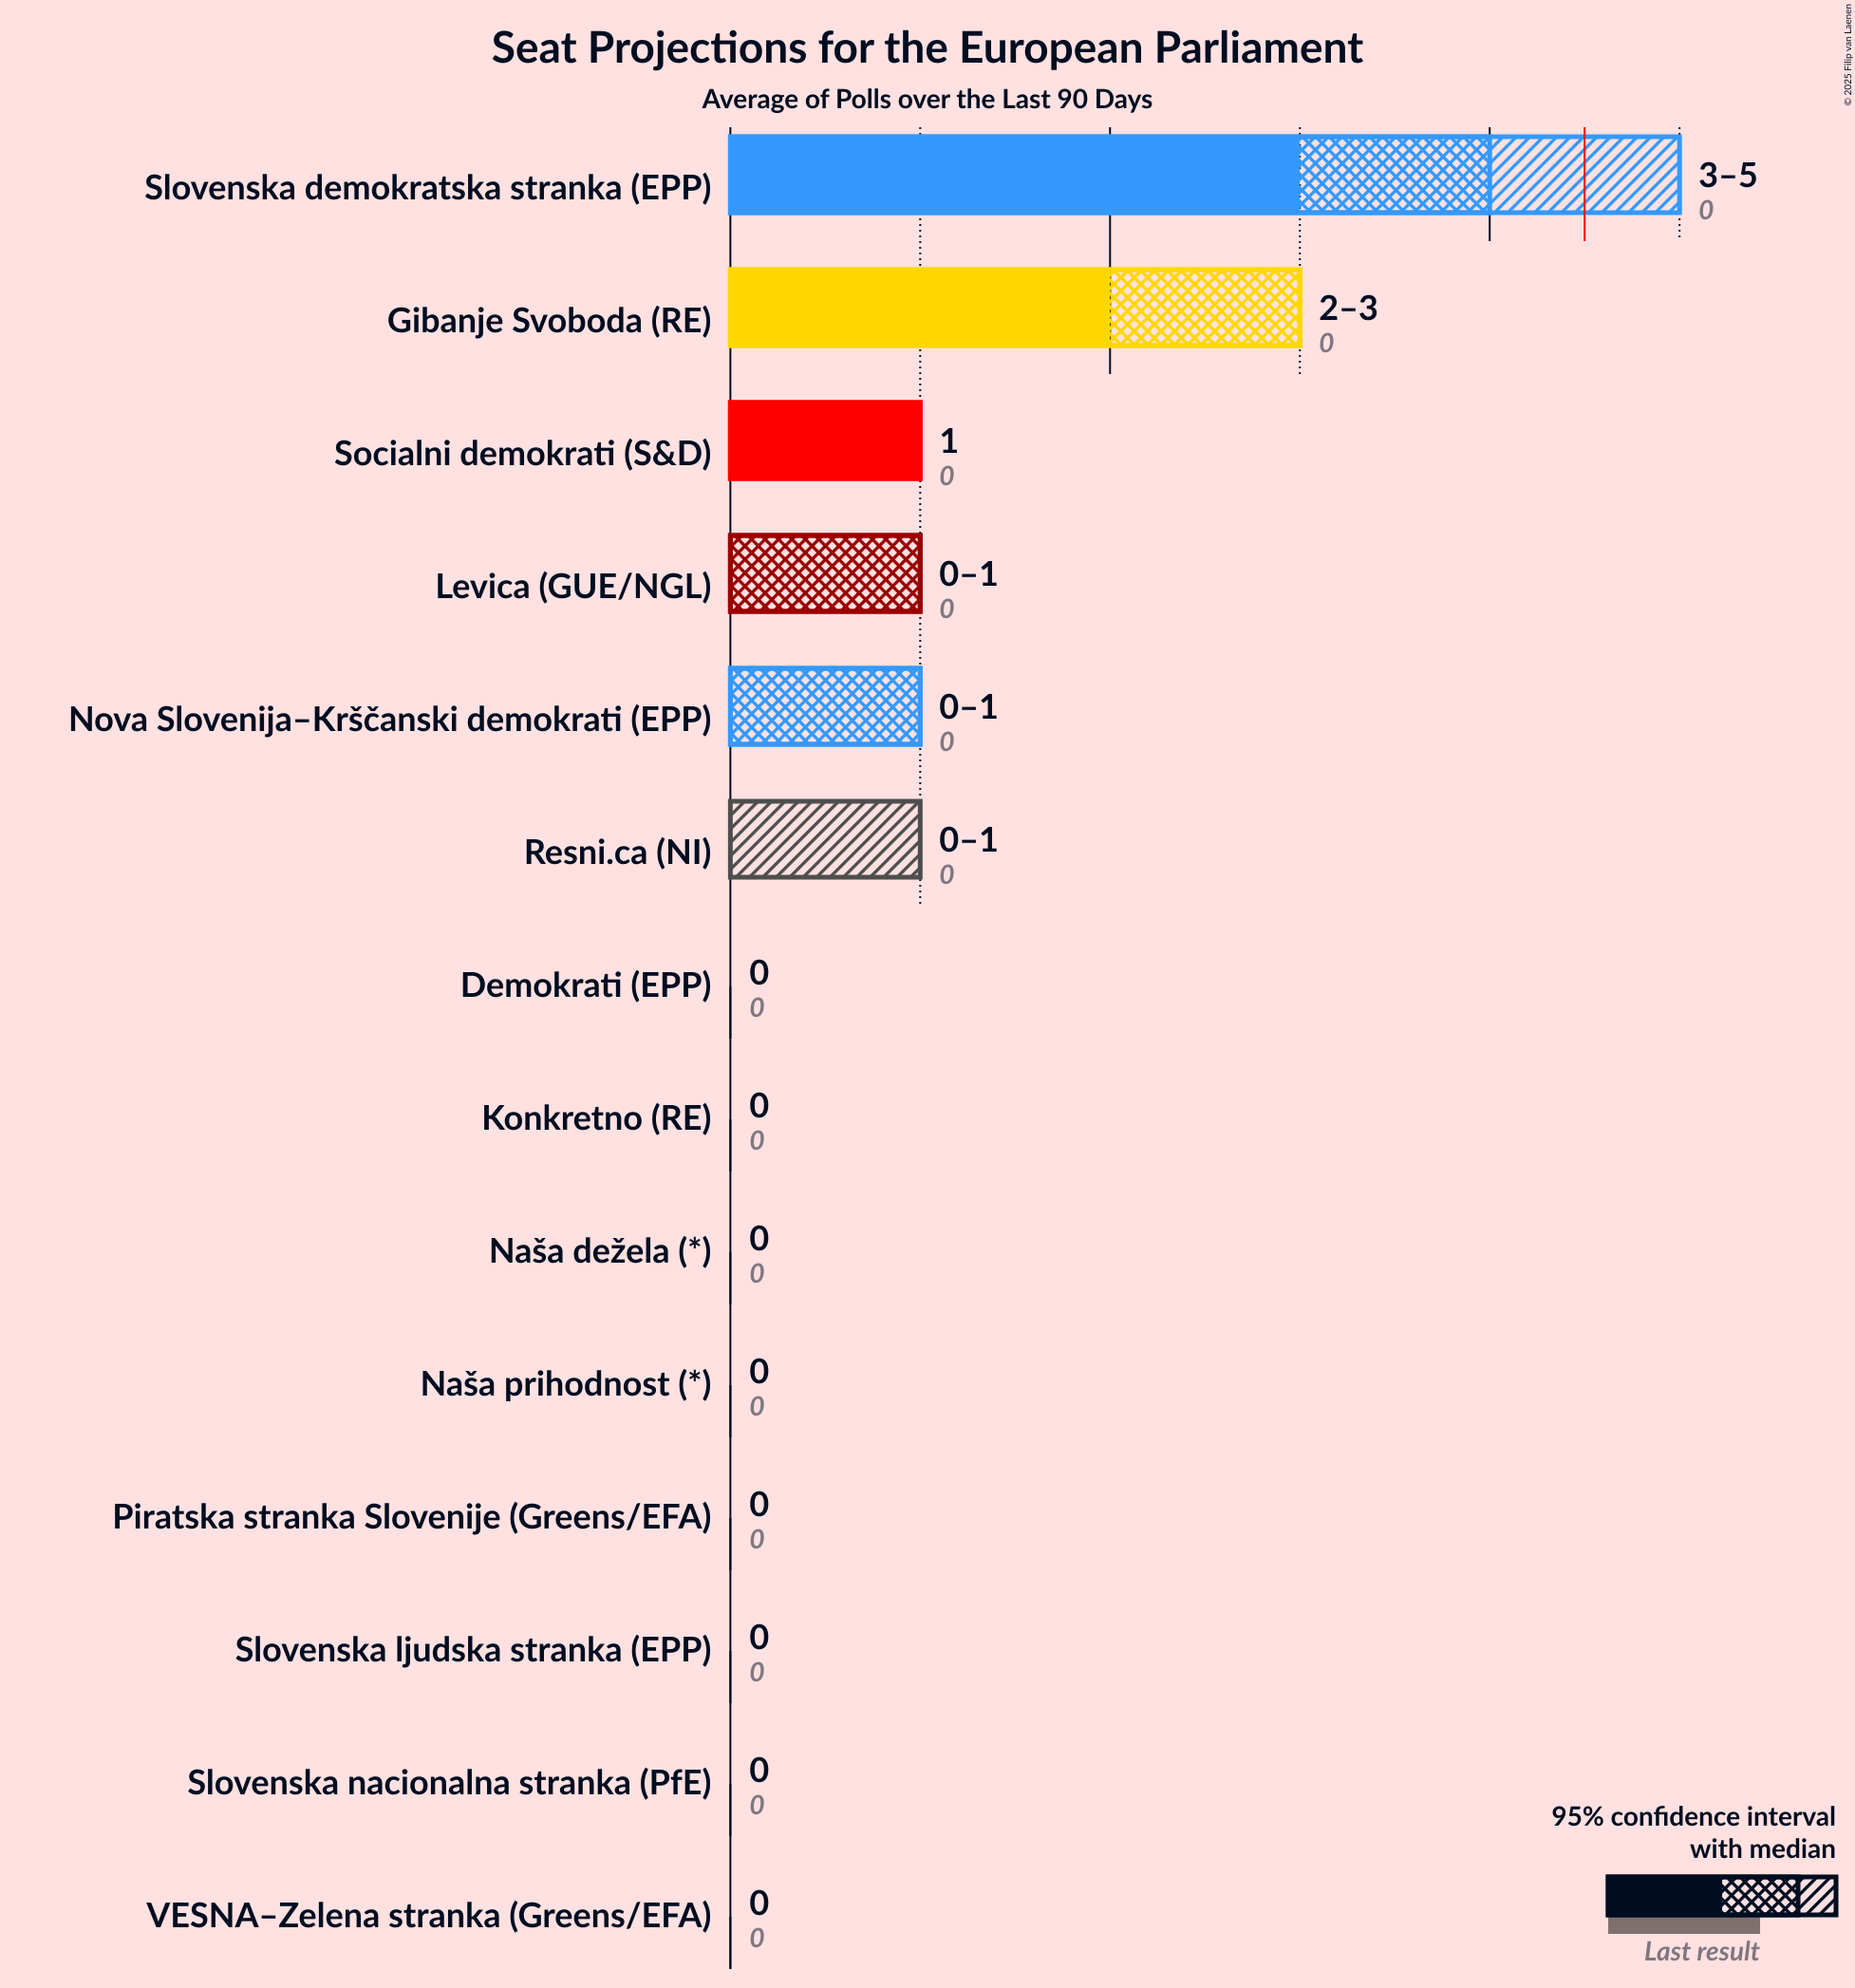 Seat Projections for the European Parliament
Average of Polls over the Last 90 Days
© 2025 Filip van Laenen
Slovenska demokratska stranka (EPP)
3–5
0
Gibanje Svoboda (RE)
2–3
0
Socialni demokrati (S&D)
1
0
Levica (GUE/NGL)
0–1
0
Nova Slovenija–Krščanski demokrati (EPP)
0–1
0
Resni.ca (NI)
0–1
0
Demokrati (EPP)
0
0
Konkretno (RE)
0
0
Naša dežela (*)
0
0
Naša prihodnost (*)
0
0
Piratska stranka Slovenije (Greens/EFA)
0
0
Slovenska ljudska stranka (EPP)
0
0
Slovenska nacionalna stranka (PfE)
0
0
VESNA–Zelena stranka (Greens/EFA)
0
0
95% confidence interval
with median
Last result